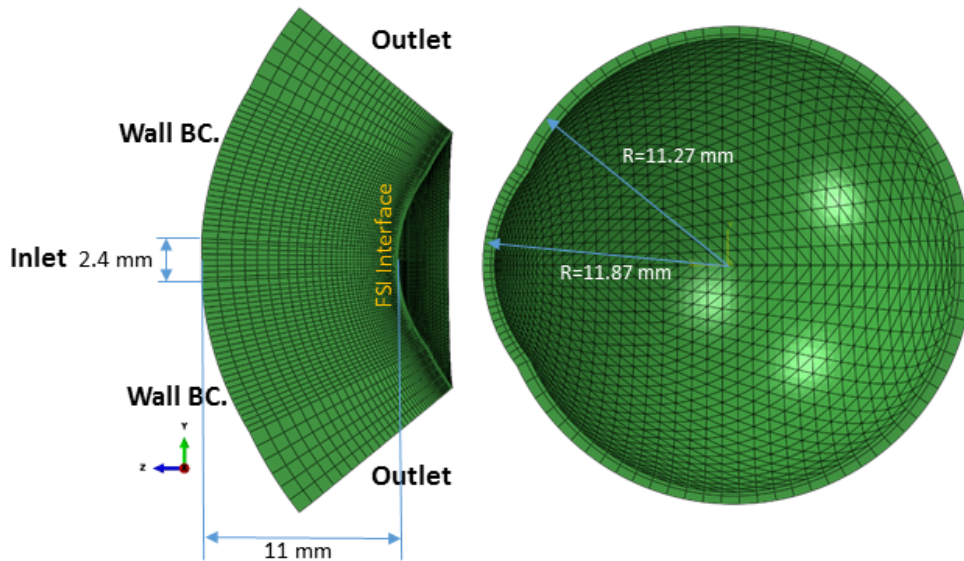 Outlet
Wall BC.
R=11.27 mm
FSI Interface
Inlet 2.4 mm
R=11.87 mm
Wall BC.
Y
Z
X
Outlet
11 mm